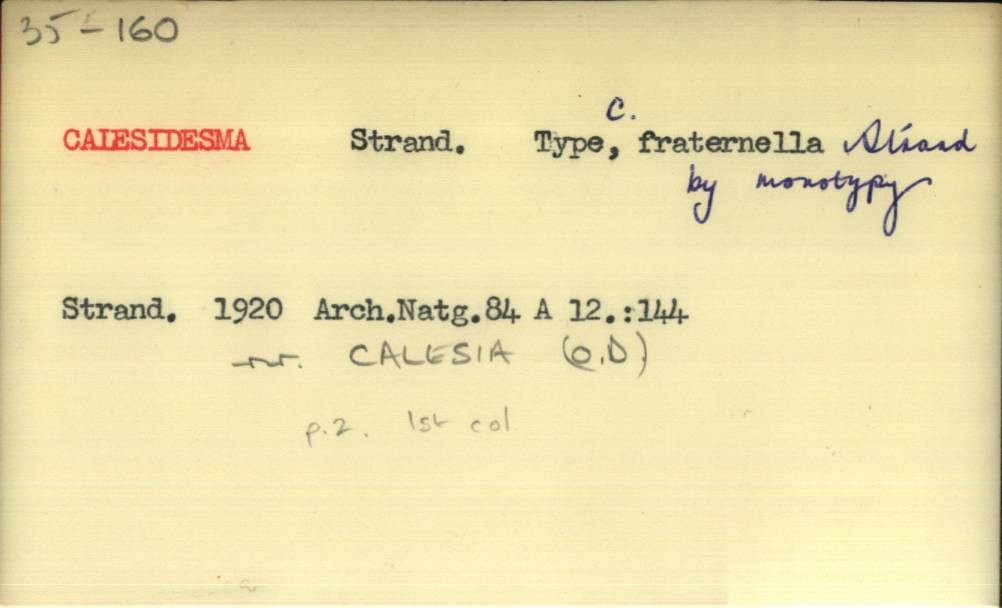 35-160
C.
CALESIDESMA Strand. Type, fraternella Strand
by monotypy
Strand. 1920 Arch.Natg.84 A 12.:144
nr. CALESIA (O.D)
p.2. 1st col